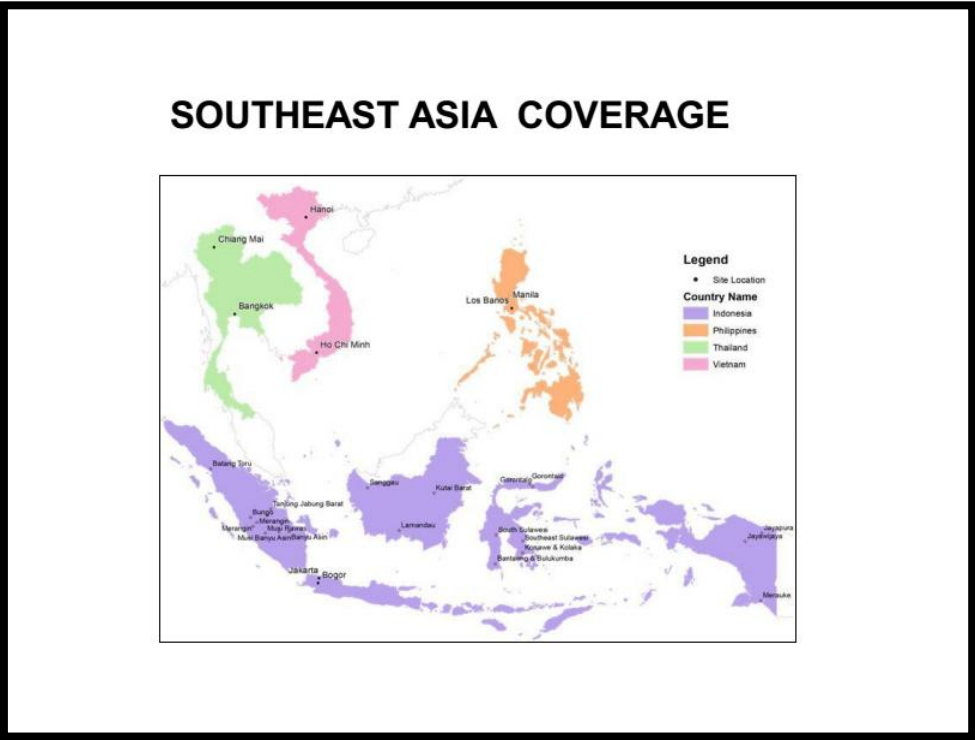 SOUTHEAST ASIA COVERAGE
Hanoi
Chiang Mai
Bangkok
Ho Chi Minh
Los Banos
Manila
Legend
Site Location
Country Name
Indonesia
Philippines
Thailand
Vietnam
Batang Toru
Tanjung Jabung Barat
Bungo
Merangin
Merangin
Musi Rawas
Musi Banyu Asin
Banyu Asin
Jakarta
Bogor
Sanggau
Kutai Barat
Lamandau
Gorontalo
Gorontalo
South Sulawesi
Southeast Sulawesi
Konawe & Kolaka
Bantaeng & Bulukumba
Jayapura
Jayawijaya
Merauke